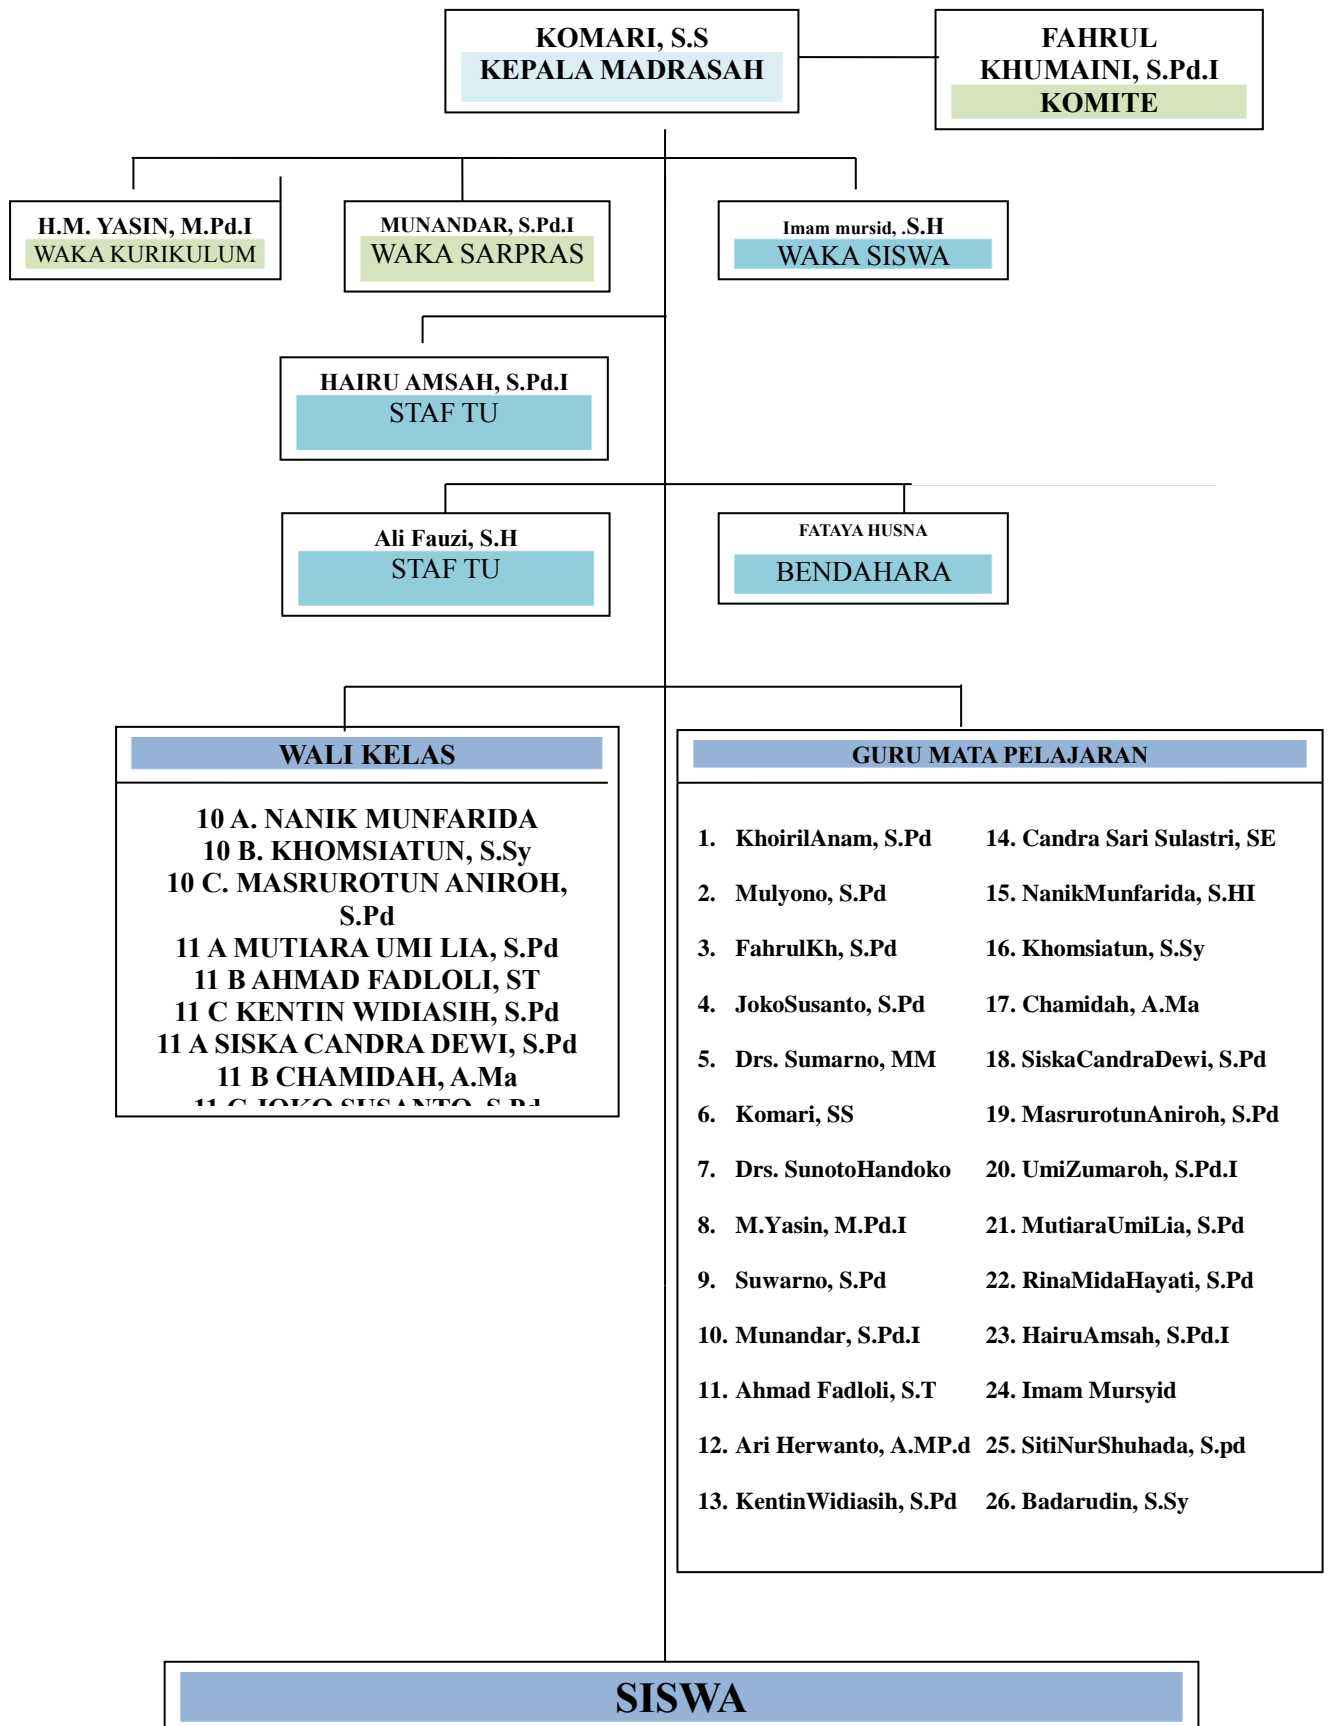 KOMARI, S.S
KEPALA MADRASAH
FAHRUL
KHUMAINI, S.Pd.I
KOMITE
H.M. YASIN, M.Pd.I
WAKA KURIKULUM
MUNANDAR, S.Pd.I
WAKA SARPRAS
Imam mursid, .S.H
WAKA SISWA
HAIRU AMSAH, S.Pd.I
STAF TU
Ali Fauzi, S.H
STAF TU
FATAYA HUSNA
BENDAHARA
WALI KELAS
10 A. NANIK MUNFARIDA
10 B. KHOMSIATUN, S.Sy
10 C. MASRUROTUN ANIROH,
S.Pd
11 A MUTIARA UMI LIA, S.Pd
11 B AHMAD FADLOLI, ST
11 C KENTIN WIDIASIH, S.Pd
11 A SISKA CANDRA DEWI, S.Pd
11 B CHAMIDAH, A.Ma
11 C JOKO SUSANTO, S.Pd
GURU MATA PELAJARAN
1. KhoirilAnam, S.Pd
2. Mulyono, S.Pd
3. FahrulKh, S.Pd
4. JokoSusanto, S.Pd
5. Drs. Sumarno, MM
6. Komari, SS
7. Drs. SunotoHandoko
8. M.Yasin, M.Pd.I
9. Suwarno, S.Pd
10. Munandar, S.Pd.I
11. Ahmad Fadloli, S.T
12. Ari Herwanto, A.MP.d
13. KentinWidiasih, S.Pd
14. Candra Sari Sulastri, SE
15. NanikMunfarida, S.HI
16. Khomsiatun, S.Sy
17. Chamidah, A.Ma
18. SiskaCandraDewi, S.Pd
19. MasrurotunAniroh, S.Pd
20. UmiZumaroh, S.Pd.I
21. MutiaraUmiLia, S.Pd
22. RinaMidaHayati, S.Pd
23. HairuAmsah, S.Pd.I
24. Imam Mursyid
25. SitiNurShuhada, S.pd
26. Badarudin, S.Sy
SISWA